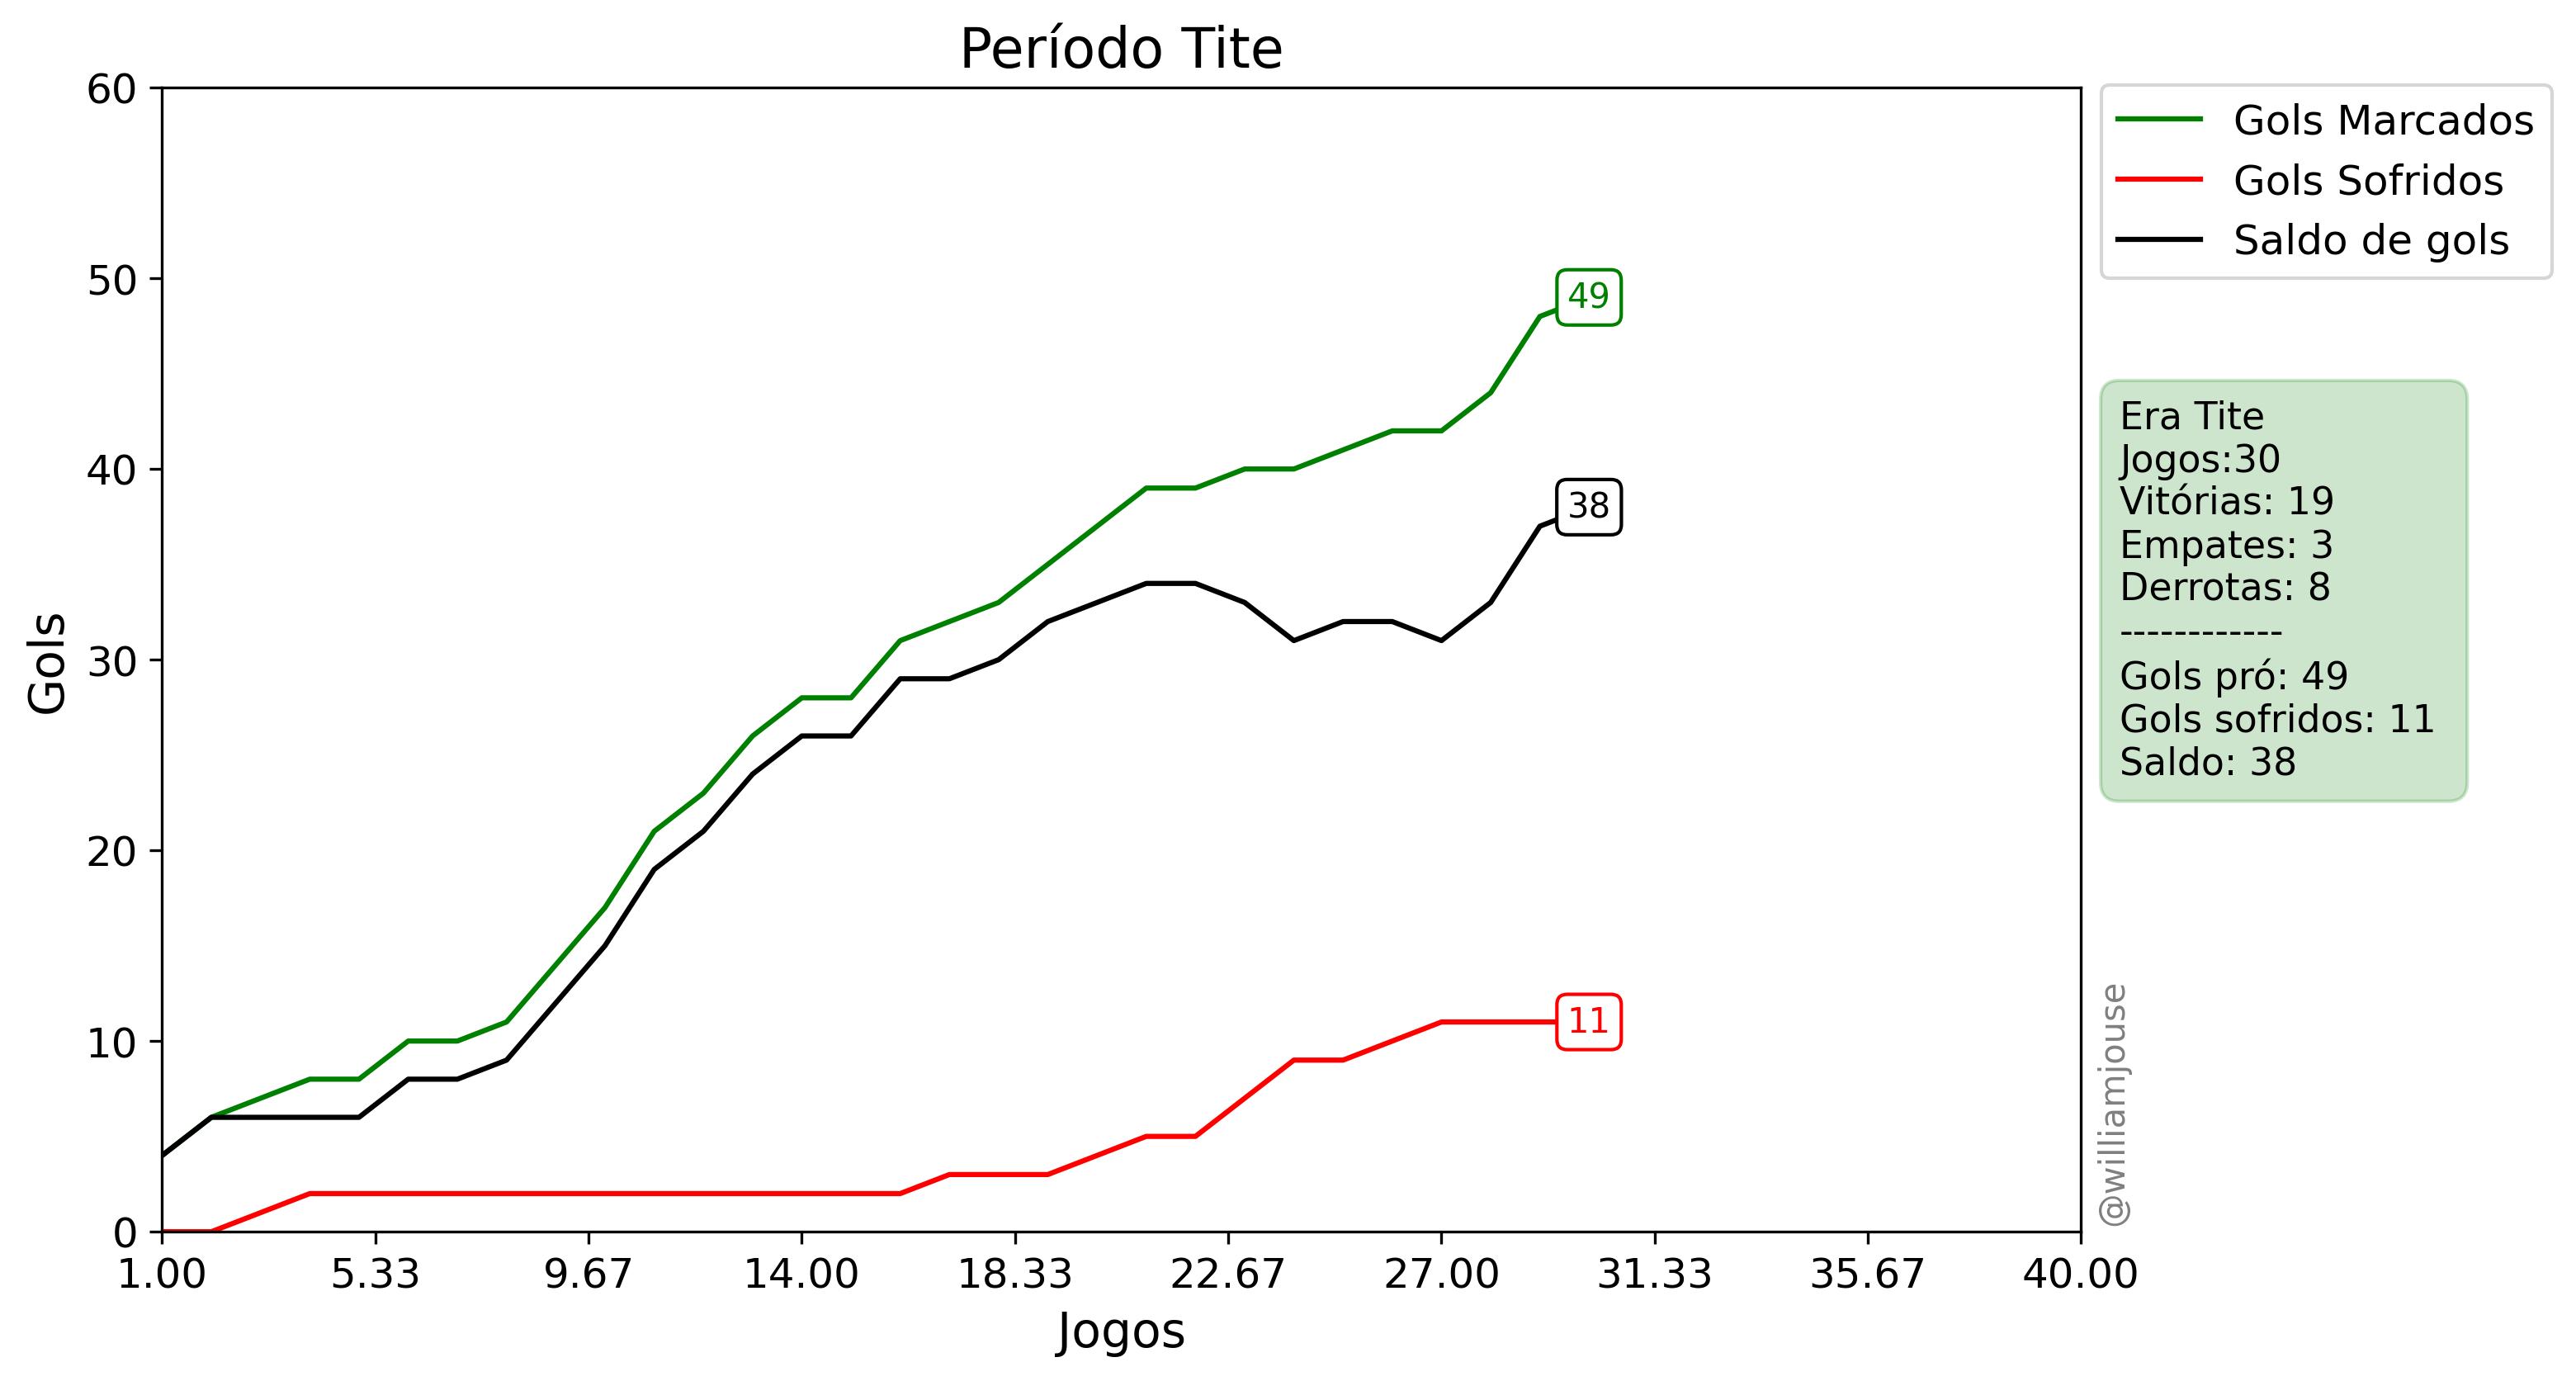 Período Tite
60
50
40
30
20
10
0
Gols
1.00
5.33
9.67
14.00
18.33
22.67
27.00
31.33
35.67
40.00
Jogos
49
38
11
Gols Marcados
Gols Sofridos
Saldo de gols
Era Tite
Jogos:30
Vitórias: 19
Empates: 3
Derrotas: 8
------------
Gols pró: 49
Gols sofridos: 11
Saldo: 38
@williamjouse